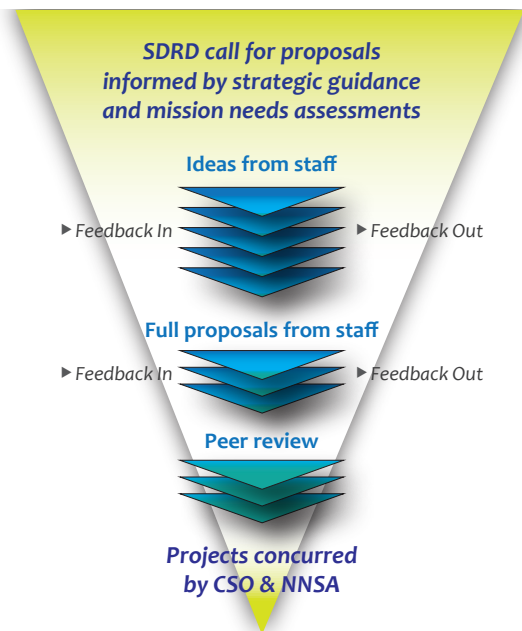 SDRD call for proposals
informed by strategic guidance
and mission needs assessments
Ideas from staff
Feedback In
Feedback Out
Full proposals from staff
Feedback In
Feedback Out
Peer review
Projects concurred
by CSO & NNSA